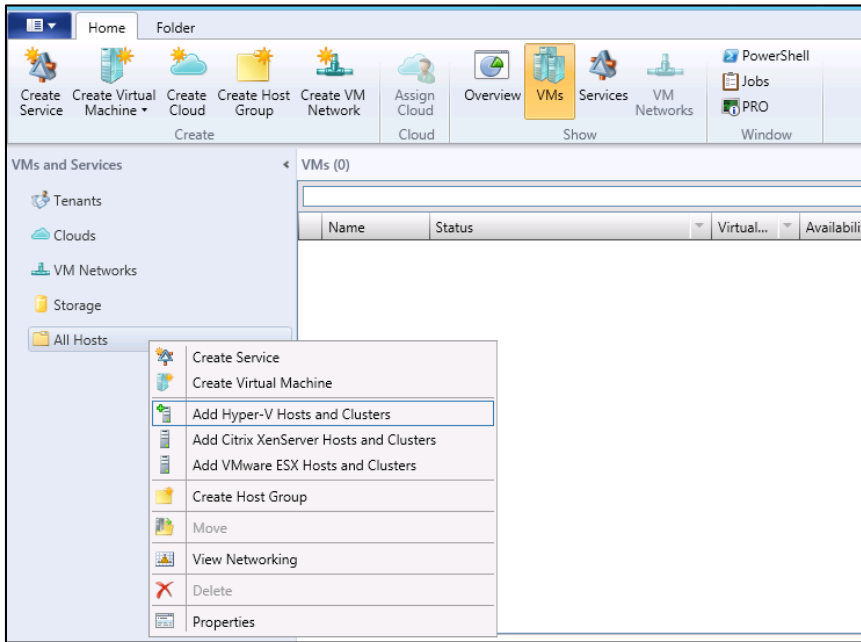 Home Folder
Create Service
Create Virtual Machine
Create Cloud
Create Host Group
Create VM Network
Assign Cloud
Overview
VMs
Services
VM Networks
PowerShell
Jobs
PRO
Create
Cloud
Show
Window
VMs and Services
VMs (0)
Tenants
Clouds
VM Networks
Storage
All Hosts
Name Status Virtual... Availabili
Create Service
Create Virtual Machine
Add Hyper-V Hosts and Clusters
Add Citrix XenServer Hosts and Clusters
Add VMware ESX Hosts and Clusters
Create Host Group
Move
View Networking
Delete
Properties